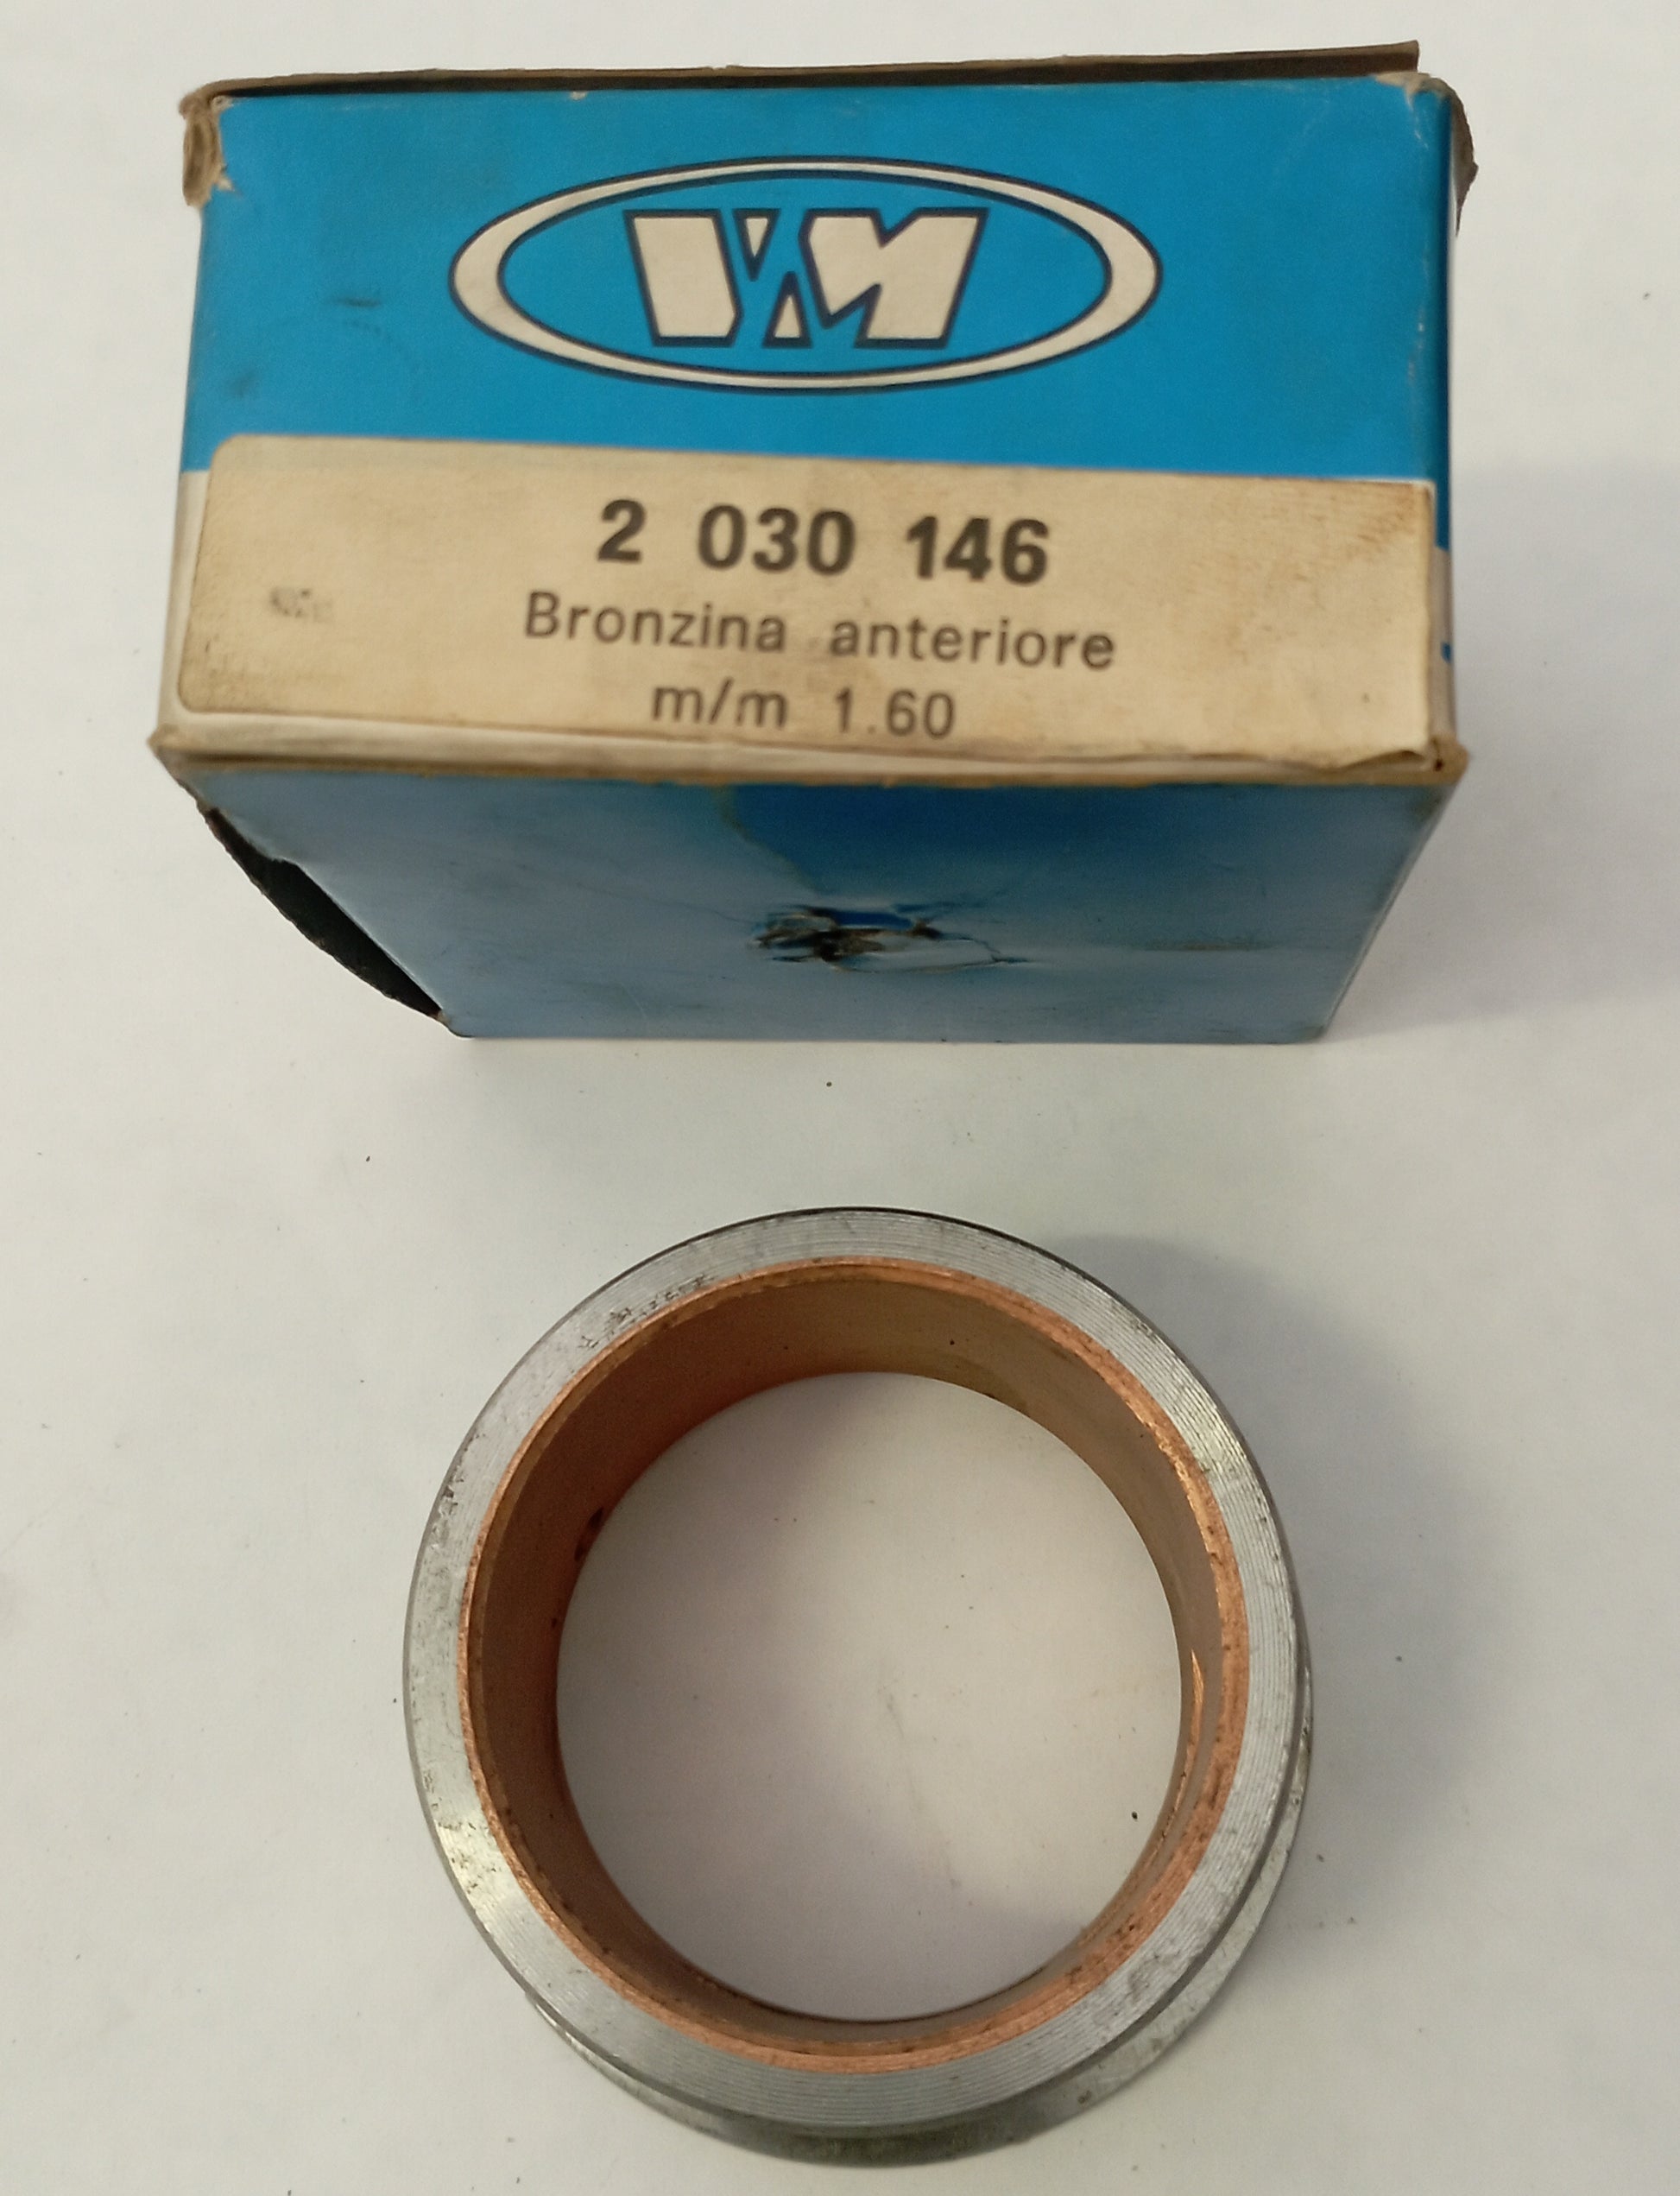 VM
2 030 146
Bronzina anteriore
m/m 1.60